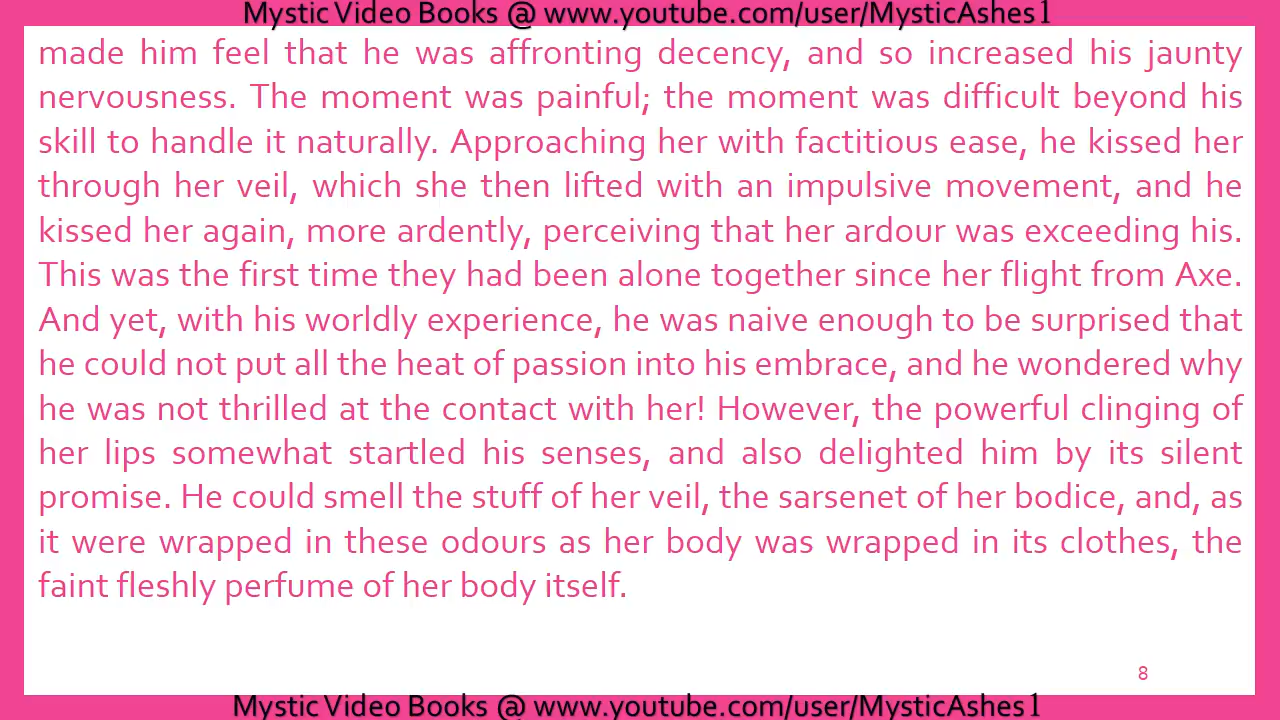 Mystic Video Books @ www.youtube.com/user/MysticAshes1
made him feel that he was affronting decency, and so increased his jaunty
nervousness. The moment was painful; the moment was difficult beyond his
skill to handle it naturally. Approaching her with factitious ease, he kissed her
through her veil, which she then lifted with an impulsive movement, and he
kissed her again, more ardently, perceiving that her ardour was exceeding his.
This was the first time they had been alone together since her flight from Axe.
And yet, with his worldly experience, he was naive enough to be surprised that
he could not put all the heat of passion into his embrace, and he wondered why
he was not thrilled at the contact with her! However, the powerful clinging of
her lips somewhat startled his senses, and also delighted him by its silent
promise. He could smell the stuff of her veil, the sarsenet of her bodice, and, as
it were wrapped in these odours as her body was wrapped in its clothes, the
faint fleshly perfume of her body itself.
8
Mystic Video Books @ www.youtube.com/user/MysticAshes1